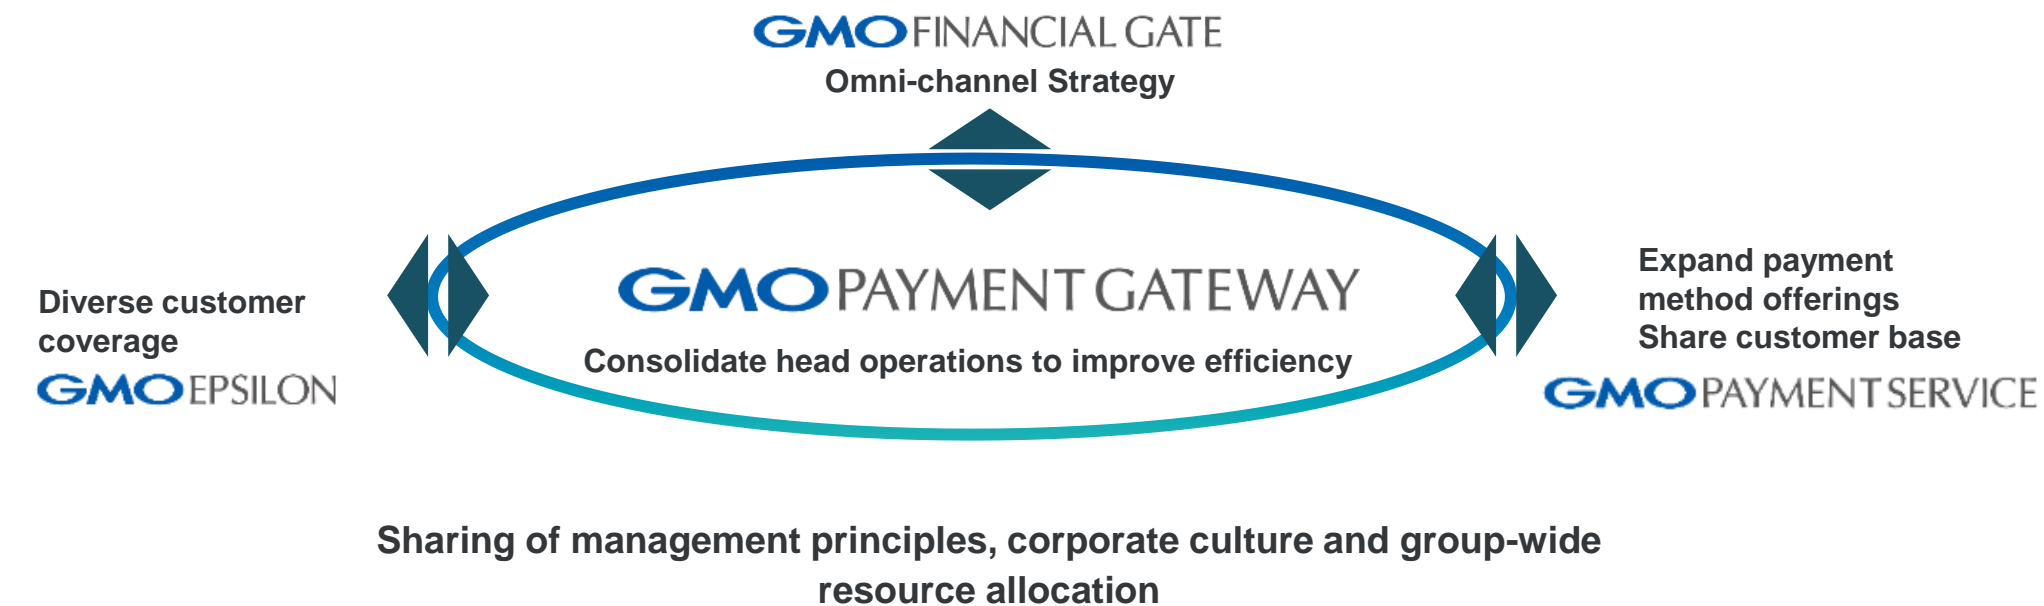 GMO FINANCIAL GATE
Omni-channel Strategy
Diverse customer
coverage
GMO EPSILON
GMO PAYMENT GATEWAY
Consolidate head operations to improve efficiency
Expand payment
method offerings
Share customer base
GMO PAYMENT SERVICE
Sharing of management principles, corporate culture and group-wide
resource allocation